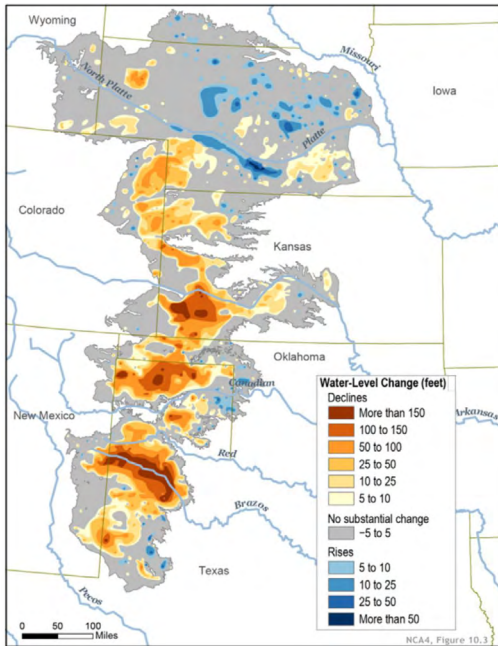 Wyoming
Missouri
North Platte
Iowa
Platte
Colorado
Kansas
Oklahoma
Canadian
New Mexico
Arkansas
Red
Brazos
Texas
Pecos
Water-Level Change (feet)
Declines
More than 150
100 to 150
50 to 100
25 to 50
10 to 25
5 to 10
No substantial change
−5 to 5
Rises
5 to 10
10 to 25
25 to 50
More than 50
0 50 100
Miles
NCA4, Figure 10.3